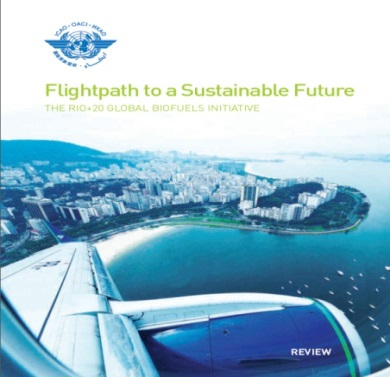 ICAO · OACI · ИКАО
Flightpath to a Sustainable Future
THE RIO+20 GLOBAL BIOFUELS INITIATIVE
REVIEW